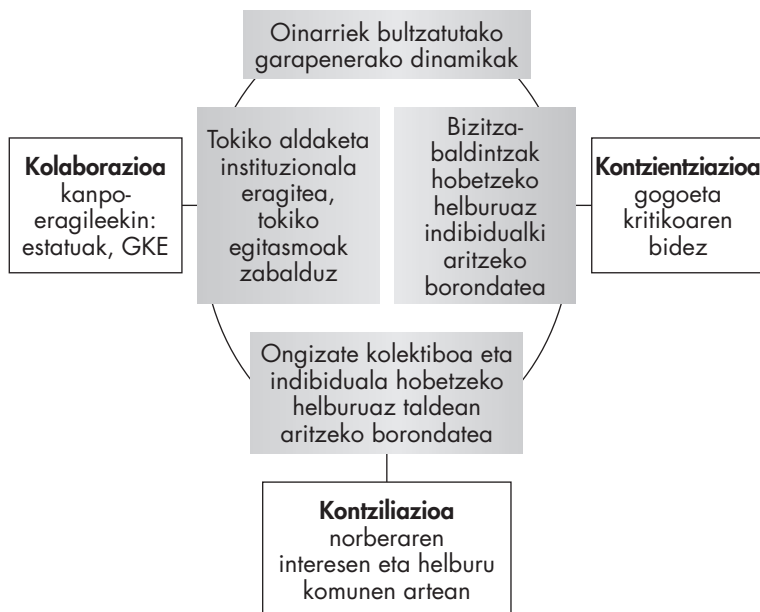 Oinarriek bultzatutako
garapenerako dinamikak
Kolaborazioa
kanpo-
eragileekin:
estatuak, GKE
Tokiko aldaketa
instituzionala
eragitea,
tokiko
egitasmoak
zabalduz
Bizitza-
baldintzak
hobetzeko
helburuaz
indibidualki
aritzeko
borondatea
Kontzientziazioa
gogoeta
kritikoaren
bidez
Ongizate kolektiboa eta
indibiduala hobetzeko
helburuaz taldean
aritzeko borondatea
Kontziliazioa
norberaren
interesen eta helburu
komunen artean